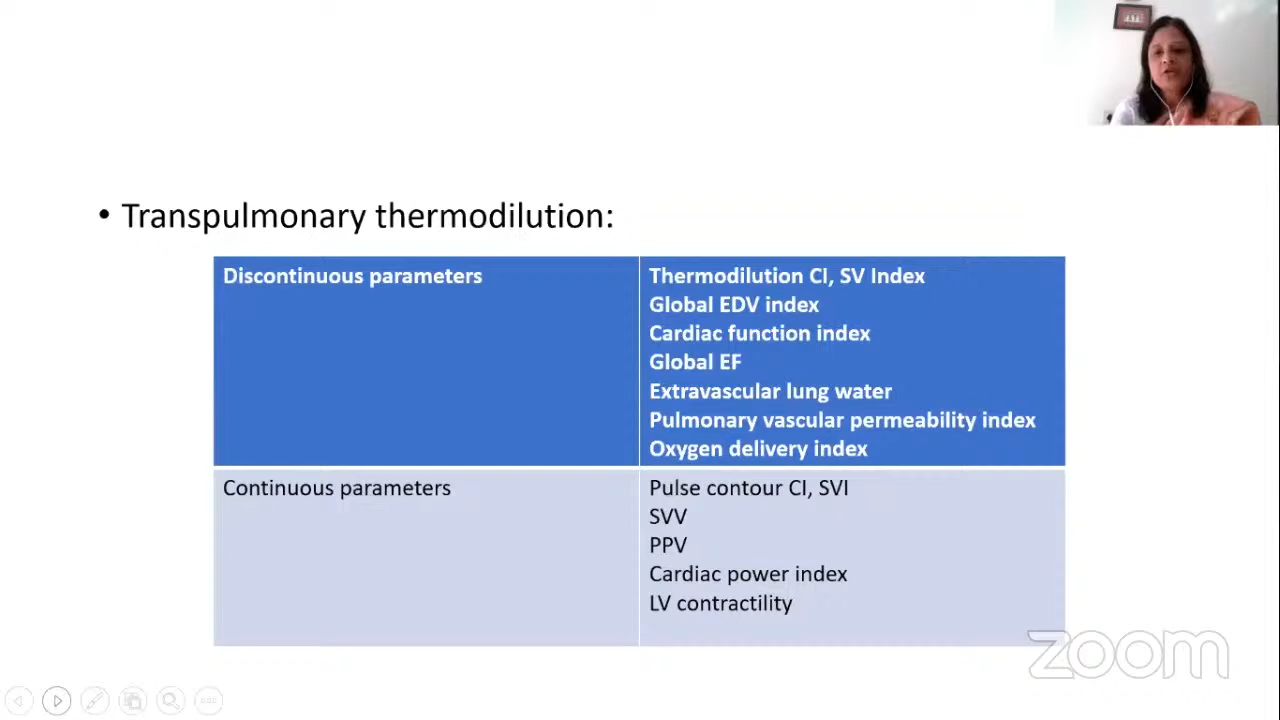 • Transpulmonary thermodilution:
Discontinuous parameters
Thermodilution CI, SV Index
Global EDV index
Cardiac function index
Global EF
Extravascular lung water
Pulmonary vascular permeability index
Oxygen delivery index
Continuous parameters
Pulse contour CI, SVI
SVV
PPV
Cardiac power index
LV contractility
zoom